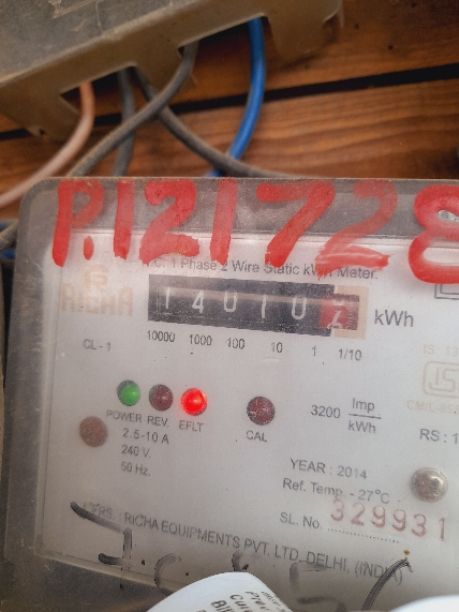 P.121728
A.C. 1 Phase 2 Wire Static kWh Meter.
RICHA
14010 kWh
CL - 1 10000 1000 100 10 1 1/10
POWER REV. EFLT CAL 3200 Imp/kWh
2.5-10 A
240 V.
50 Hz.
RS : 1
YEAR : 2014
Ref. Temp - 27°C
SL. No. 329931
MFRS : RICHA EQUIPMENTS PVT. LTD. DELHI. (INDIA)